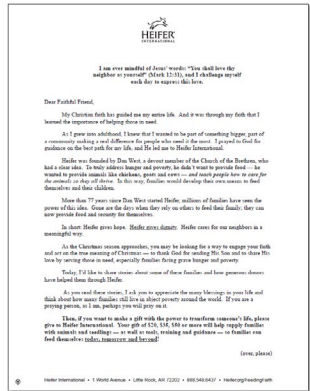 HEIFER
INTERNATIONAL
I am ever mindful of Jesus' words: "You shall love thy
neighbor as yourself" (Mark 12:31), and I challenge myself
each day to express this love.
Dear Faithful Friend,
My Christian faith has guided me my entire life. And it was through my faith that I
learned the importance of helping those in need.
As I grew into adulthood, I knew that I wanted to be part of something bigger, part of
a community making a real difference for people who need it the most. I prayed to God for
guidance on the best path for my life, and He led me to Heifer International.
Heifer was founded by Dan West, a devout member of the Church of the Brethren, who
had a clear idea. To truly address hunger and poverty, he didn't want to provide food — he
wanted to provide animals like chickens, goats and cows — and teach people how to care for
the animals so they all thrive. In this way, families would develop their own means to feed
themselves and their children.
More than 77 years since Dan West started Heifer, millions of families have seen the
power of this idea. Gone are the days when they rely on others to feed their family; they can
now provide food and security for themselves.
In short: Heifer gives hope. Heifer gives dignity. Heifer cares for our neighbors in a
meaningful way.
As the Christmas season approaches, you may be looking for a way to engage your faith
and act on the true meaning of Christmas — to thank God for sending His Son and to share His
love by serving those in need, especially families facing grave hunger and poverty.
Today, I'd like to share stories about some of these families and how generous donors
have helped them through Heifer.
As you read these stories, I ask you to appreciate the many blessings in your life and
think about how many families still live in abject poverty around the world. If you are a
praying person, as I am, perhaps you will pray on it.
Then, if you want to make a gift with the power to transform someone's life, please
give to Heifer International. Your gift of $20, $35, $50 or more will help supply families
with animals and seedlings — as well as tools, training and guidance — to families can
feed themselves today, tomorrow and beyond!
(over, please)
Heifer International • 1 World Avenue • Little Rock, AR 72202 • 888.548.6437 • Heifer.org/FeedingFaith